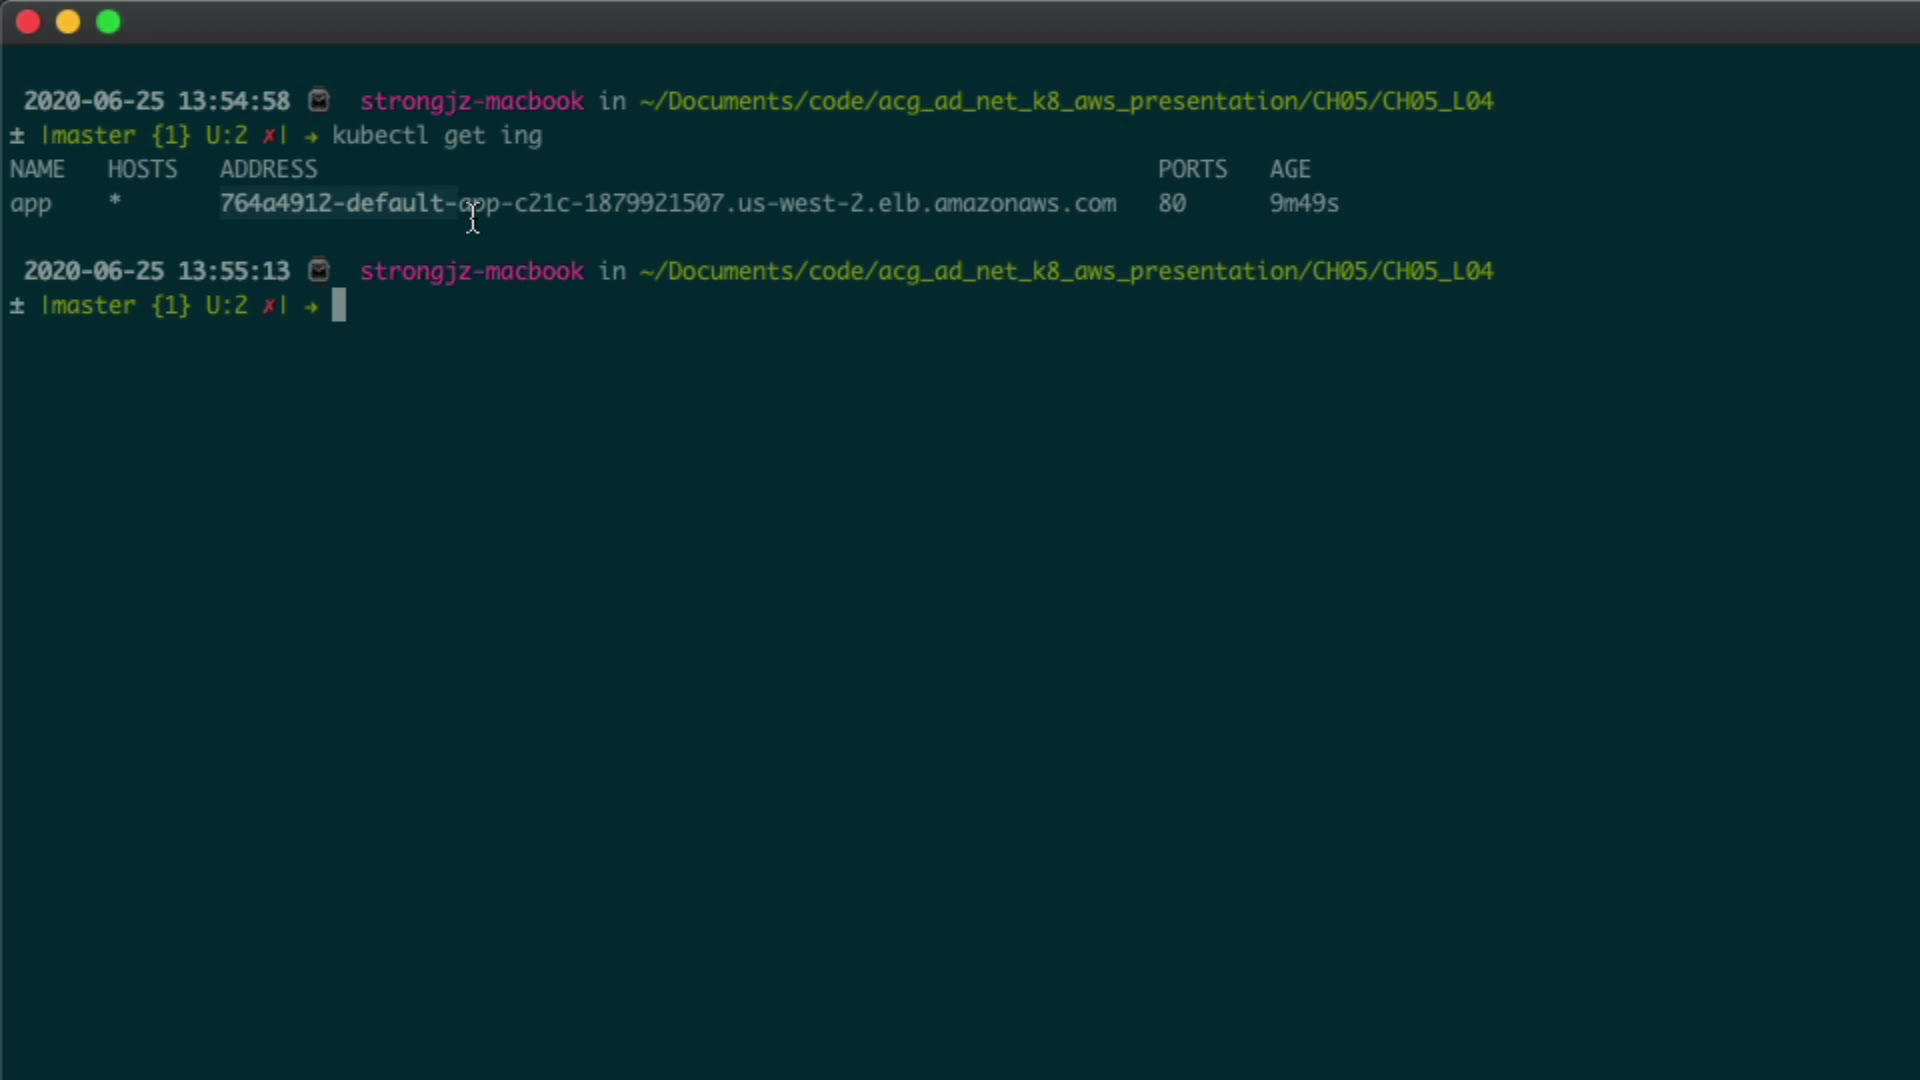 2020-06-25 13:54:58 strongjz-macbook in ~/Documents/code/acg_ad_net_k8_aws_presentation/CH05/CH05_L04
± |master {1} U:2 ✗| → kubectl get ing
NAME HOSTS ADDRESS PORTS AGE
app * 764a4912-default-app-c21c-1879921507.us-west-2.elb.amazonaws.com 80 9m49s
2020-06-25 13:55:13 strongjz-macbook in ~/Documents/code/acg_ad_net_k8_aws_presentation/CH05/CH05_L04
± |master {1} U:2 ✗| →